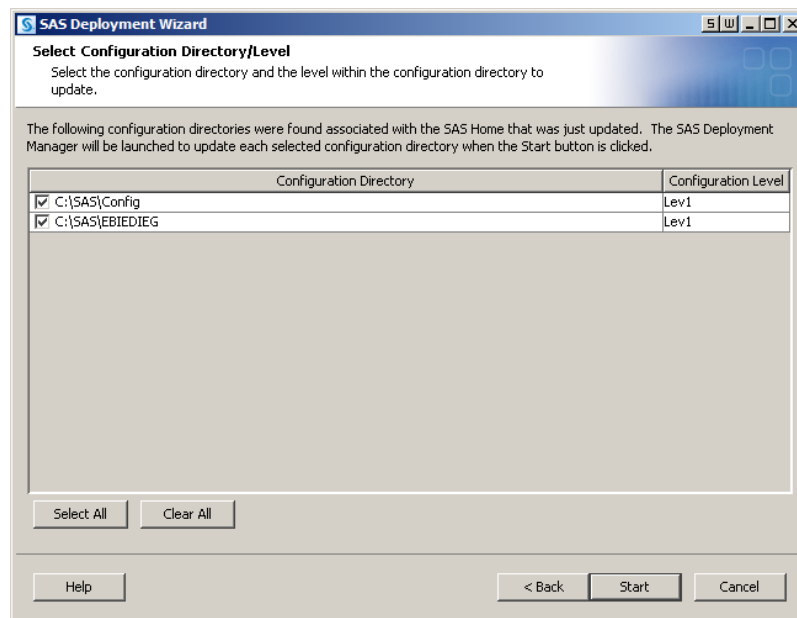 SAS Deployment Wizard
Select Configuration Directory/Level
Select the configuration directory and the level within the configuration directory to
update.
The following configuration directories were found associated with the SAS Home that was just updated. The SAS Deployment
Manager will be launched to update each selected configuration directory when the Start button is clicked.
Configuration Directory Configuration Level
C:\SAS\Config Lev1
C:\SAS\EBIEDIEG Lev1
Select All Clear All
Help < Back Start Cancel